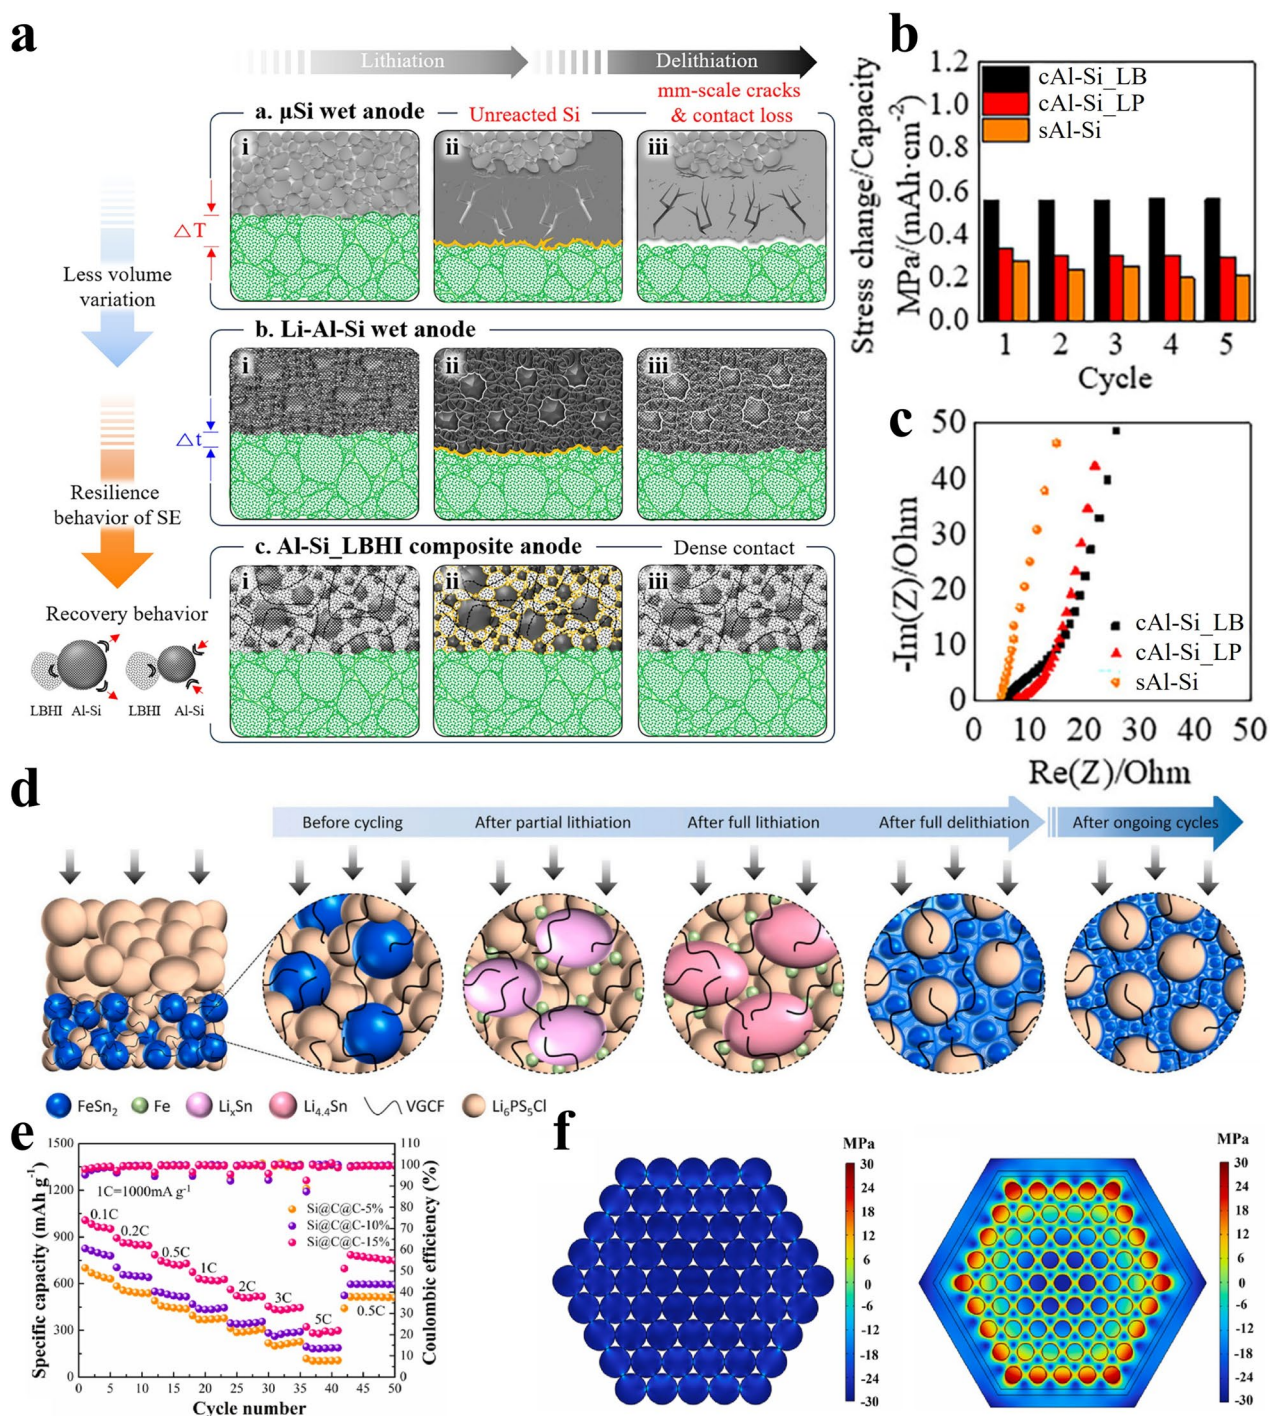 a
Lithiation
Delithiation
a. µSi wet anode
Unreacted Si
mm-scale cracks
& contact loss
i
ii
iii
△T
Less volume
variation
b. Li-Al-Si wet anode
i
ii
iii
△t
Resilience
behavior of SE
c. Al-Si_LBHI composite anode
Dense contact
i
ii
iii
Recovery behavior
LBHI Al-Si
LBHI Al-Si
b
Stress change/Capacity
MPa/(mAh·cm-2)
1.2
1.0
0.8
0.6
0.4
0.2
0.0
cAl-Si_LB
cAl-Si_LP
sAl-Si
1 2 3 4 5
Cycle
c
-Im(Z)/Ohm
50
40
30
20
10
0
cAl-Si_LB
cAl-Si_LP
sAl-Si
0 10 20 30 40 50
Re(Z)/Ohm
d
Before cycling
After partial lithiation
After full lithiation
After full delithiation
After ongoing cycles
FeSn2
Fe
LixSn
Li4.4Sn
VGCF
Li6PS5Cl
e
Specific capacity (mAh g-1)
1500
1200
900
600
300
0
1C=1000mA g-1
Si@C@C-5%
Si@C@C-10%
Si@C@C-15%
0.1C
0.2C
0.5C
1C
2C
3C
5C
0.5C
110
100
90
80
70
60
50
40
30
20
10
0
Coulombic efficiency (%)
0 5 10 15 20 25 30 35 40 45 50
Cycle number
f
MPa
30
24
18
12
6
0
-6
-12
-18
-24
-30
MPa
30
24
18
12
6
0
-6
-12
-18
-24
-30